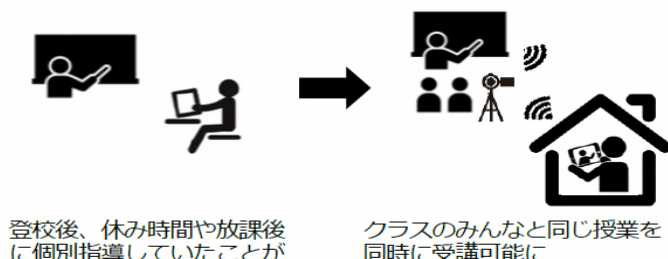 登校後、休み時間や放課後
に個別指導していたことが
クラスのみんなと同じ授業を
同時に受講可能に